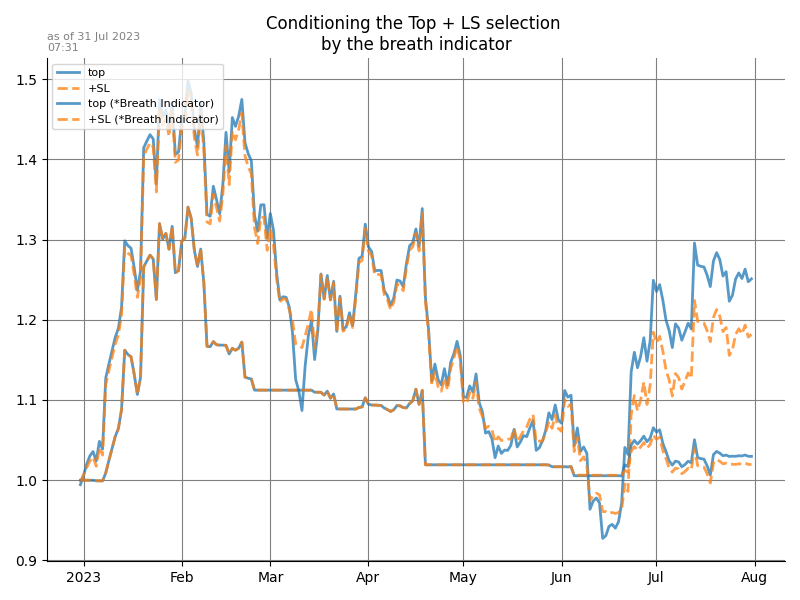 Conditioning the Top + LS selection
by the breath indicator
as of 31 Jul 2023
07:31
top
+SL
top (*Breath Indicator)
+SL (*Breath Indicator)
1.5
1.4
1.3
1.2
1.1
1.0
0.9
2023 Feb Mar Apr May Jun Jul Aug